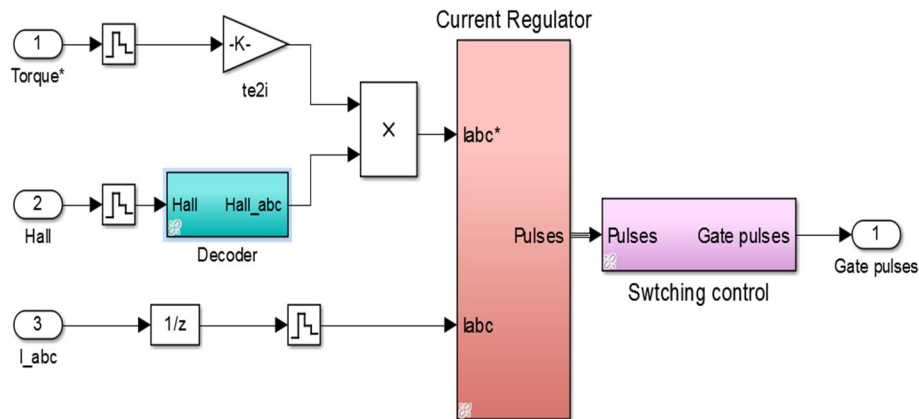 Current Regulator
1
Torque*
-K-
te2i
X
Iabc*
2
Hall
Hall
Hall_abc
Decoder
Pulses
Pulses
Gate pulses
1
Gate pulses
Swtching control
3
I_abc
1/z
Iabc